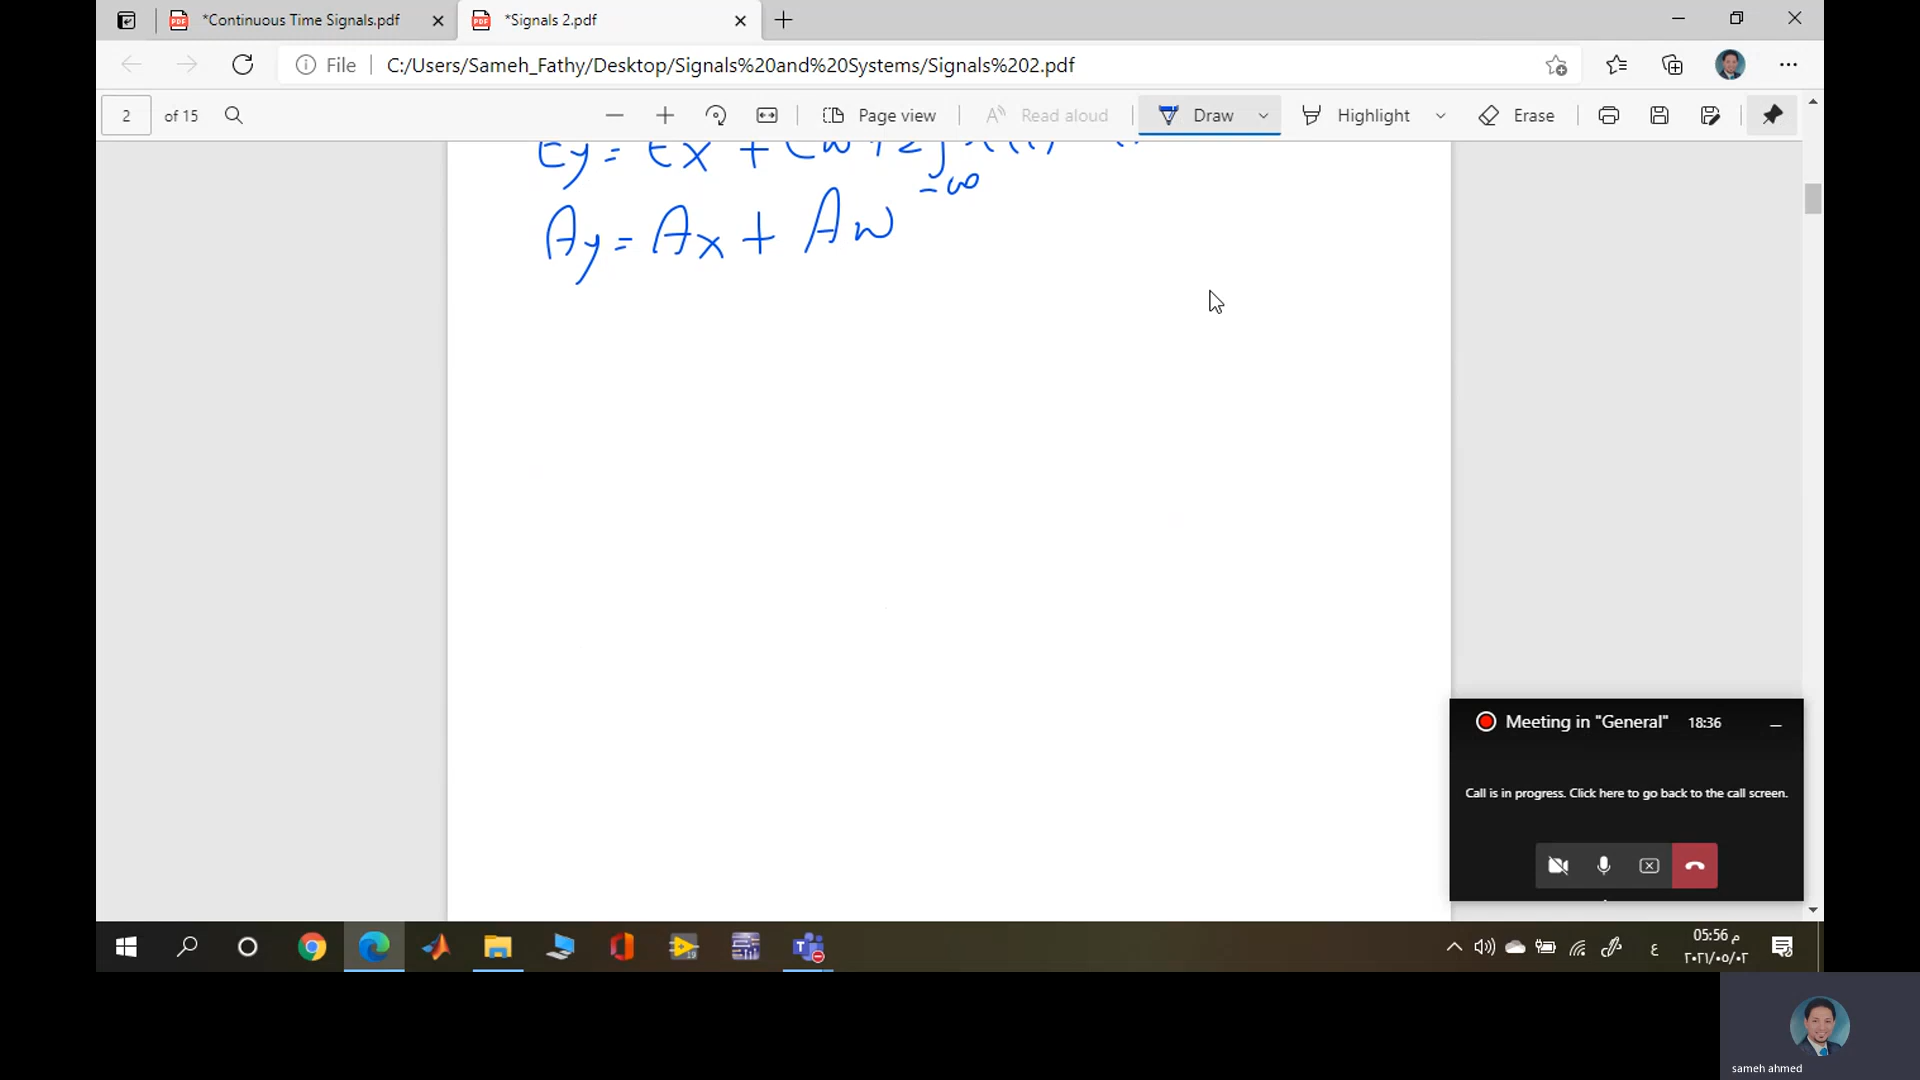 *Continuous Time Signals.pdf
*Signals 2.pdf
File
C:/Users/Sameh_Fathy/Desktop/Signals%20and%20Systems/Signals%202.pdf
2 of 15
Page view
Read aloud
Draw
Highlight
Erase
Ey = Ex +
-∞
Ay = Ax + Aw
Meeting in "General" 18:36
Call is in progress. Click here to go back to the call screen.
ع
05:56 م
٢٠٢١/٠٥/٠٢
sameh ahmed